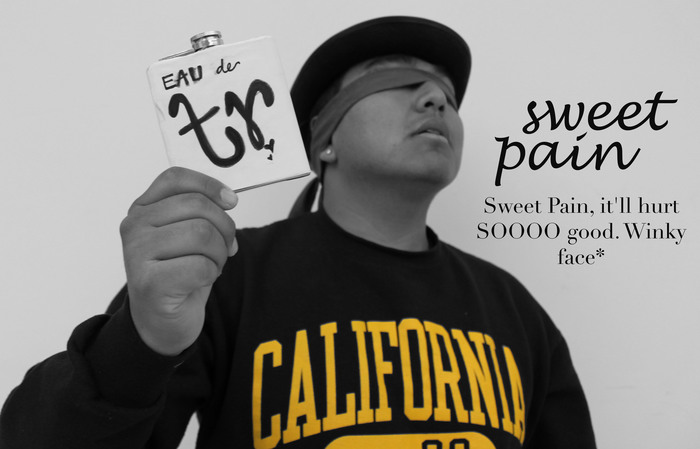 EAU de
tr
sweet
pain
Sweet Pain, it'll hurt
SOOOO good. Winky
face*
CALIFORNIA